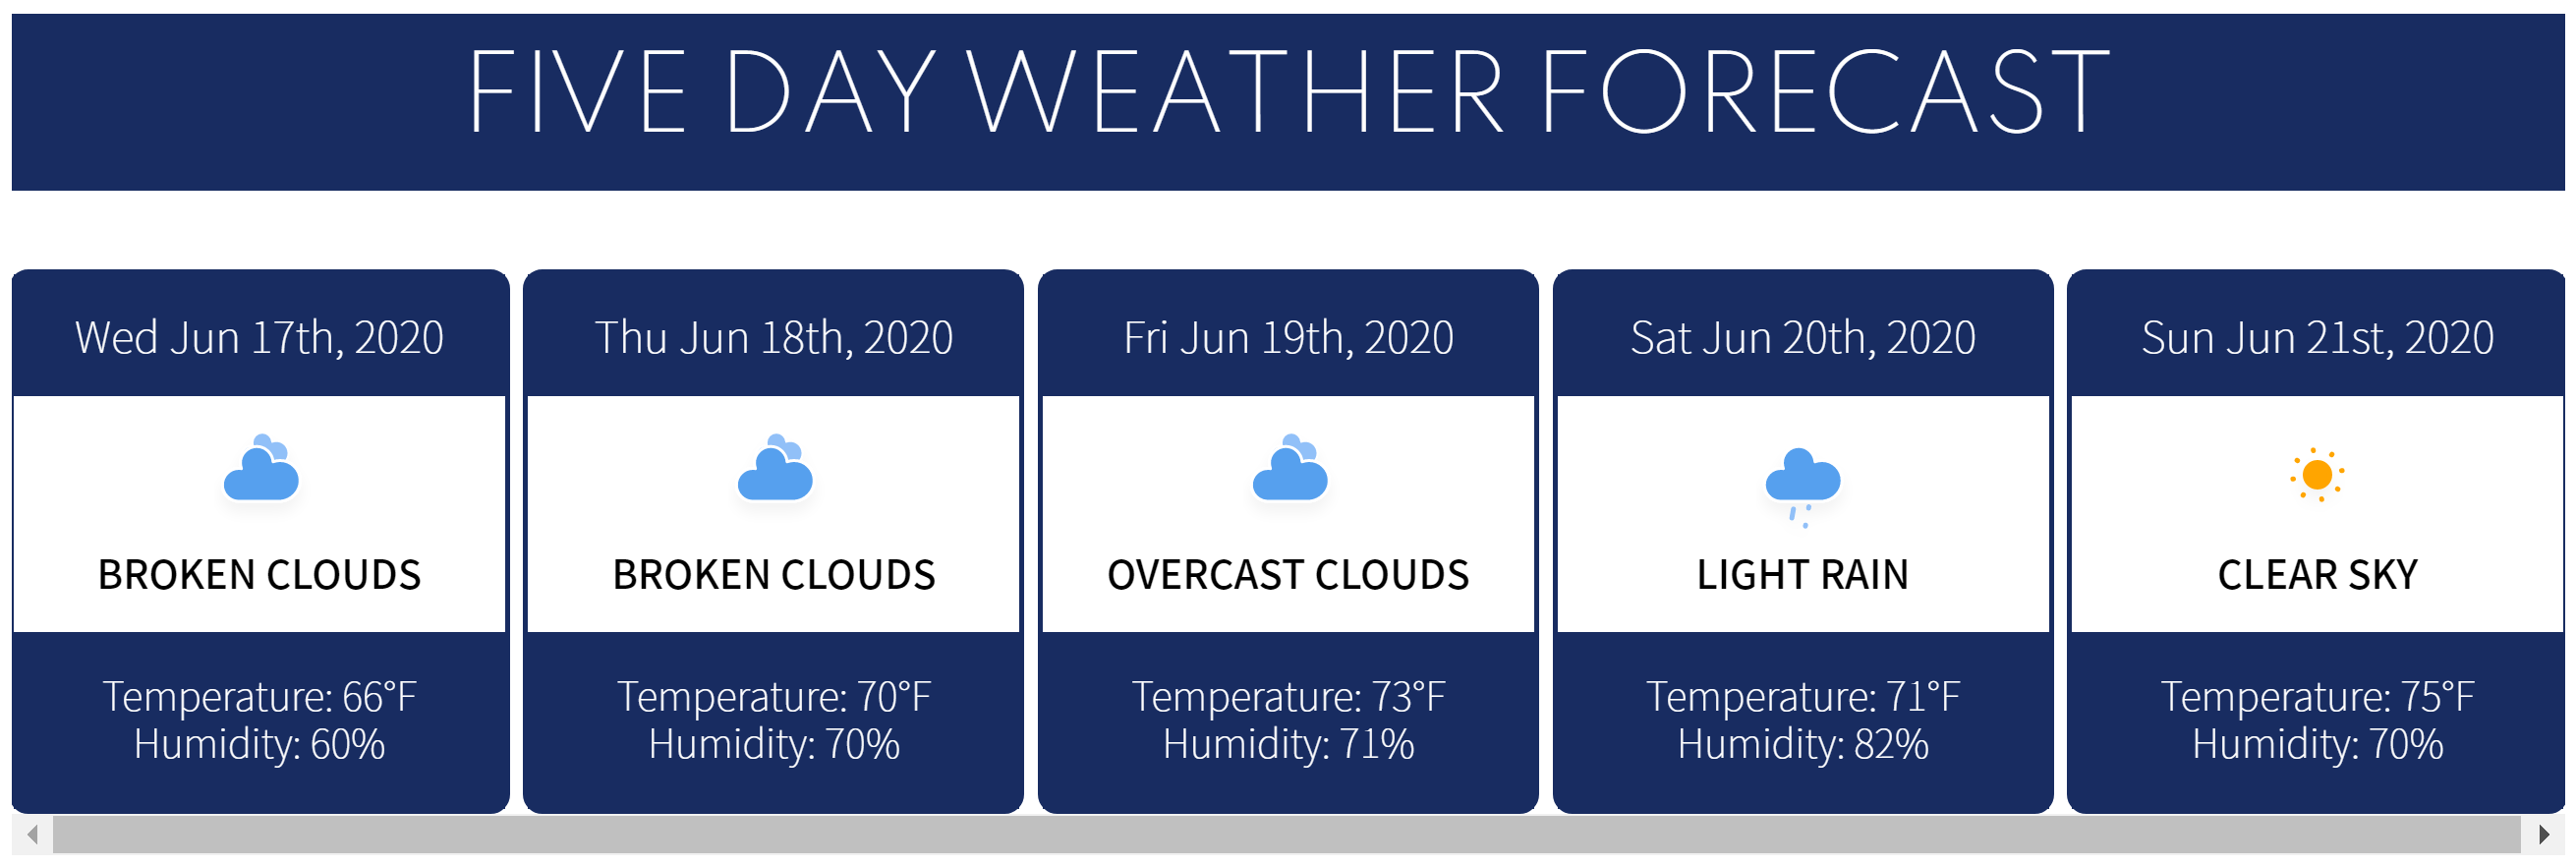 FIVE DAY WEATHER FORECAST
Wed Jun 17th, 2020
BROKEN CLOUDS
Temperature: 66°F
Humidity: 60%
Thu Jun 18th, 2020
BROKEN CLOUDS
Temperature: 70°F
Humidity: 70%
Fri Jun 19th, 2020
OVERCAST CLOUDS
Temperature: 73°F
Humidity: 71%
Sat Jun 20th, 2020
LIGHT RAIN
Temperature: 71°F
Humidity: 82%
Sun Jun 21st, 2020
CLEAR SKY
Temperature: 75°F
Humidity: 70%